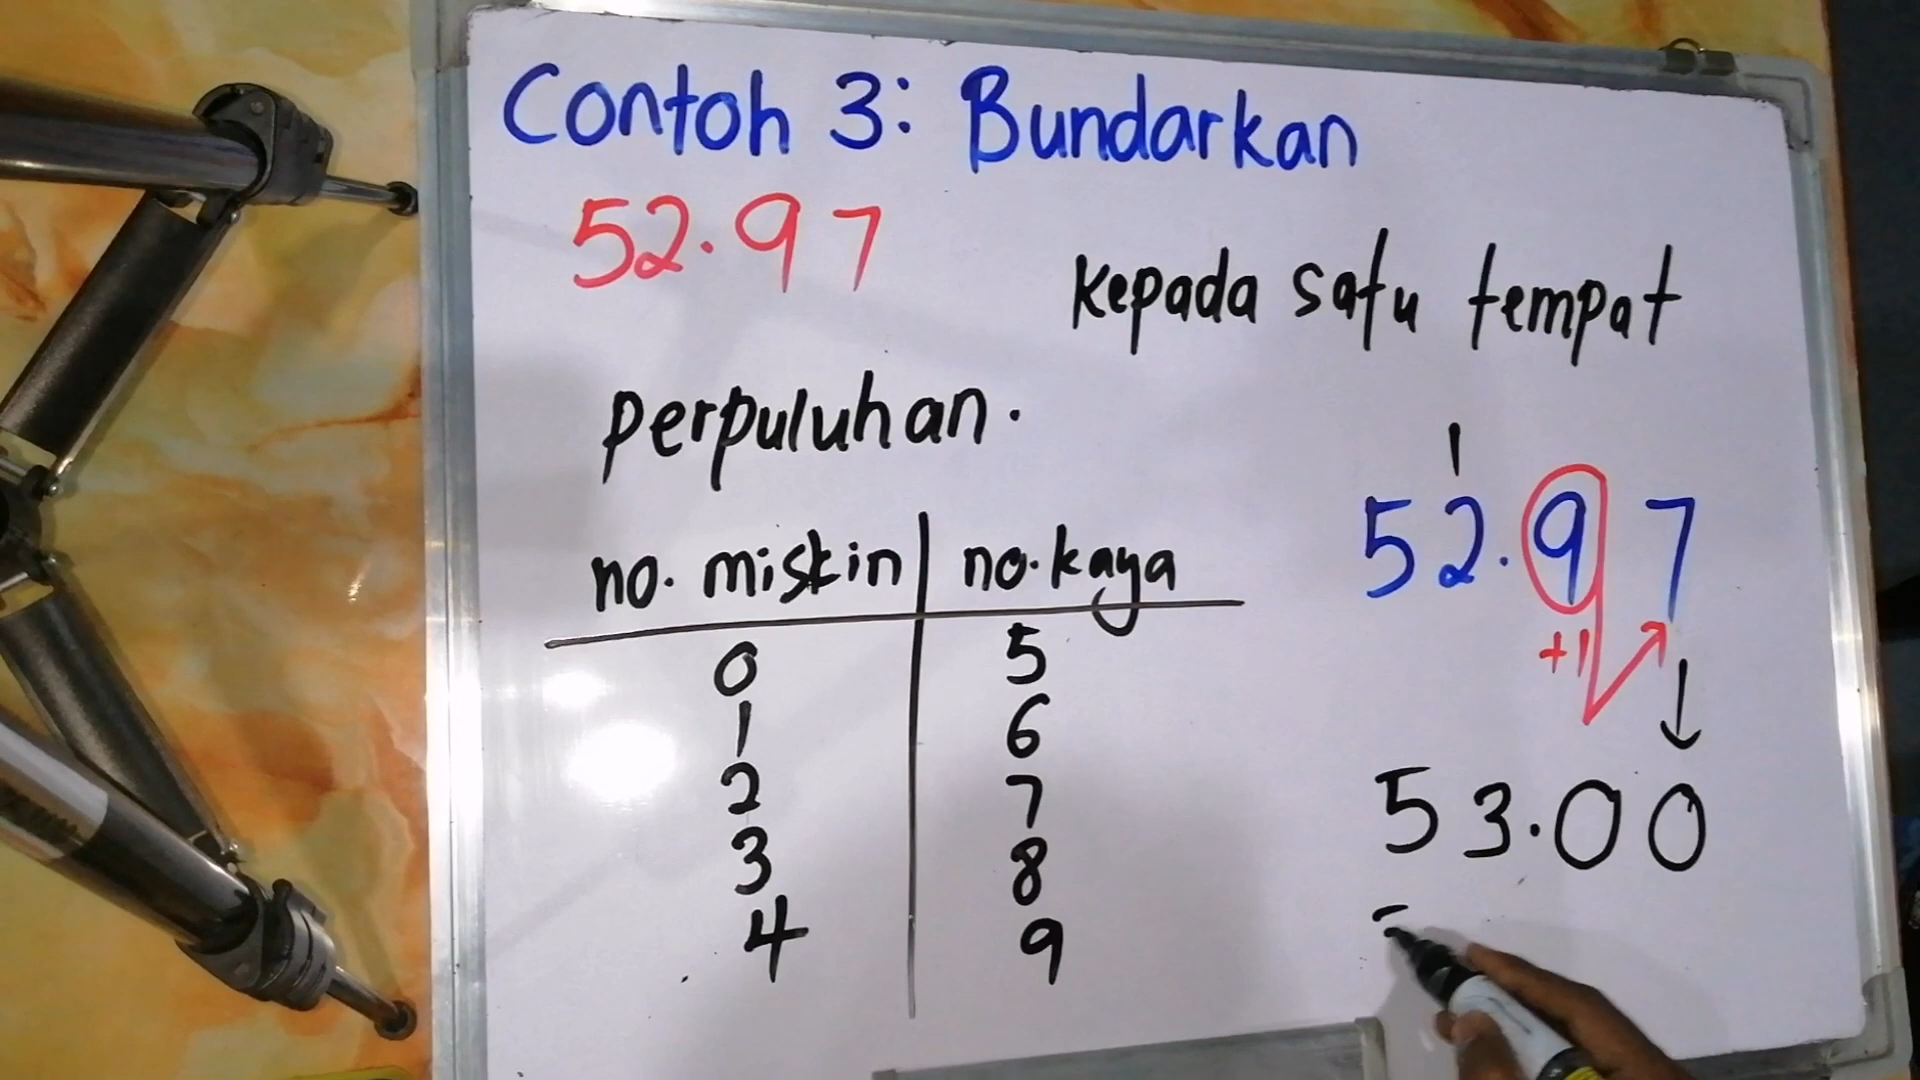 Contoh 3: Bundarkan
52.97
kepada satu tempat
perpuluhan.
no. miskin no. kaya
0 5
1 6
2 7
3 8
4 9
1
52.97
+1
53.00